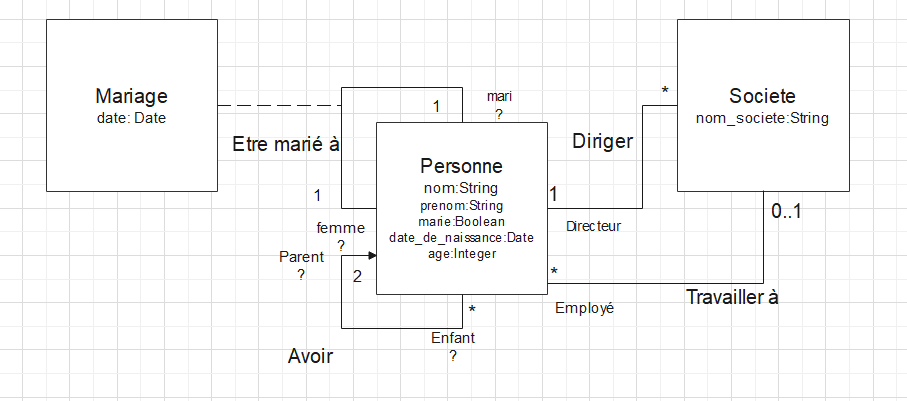 Mariage
date: Date
Etre marié à
1
1
mari
?
femme
?
Personne
nom:String
prenom:String
marie:Boolean
date_de_naissance:Date
age:Integer
Parent
?
2
*
Enfant
?
Avoir
Diriger
*
1
Directeur
Societe
nom_societe:String
0..1
*
Employé
Travailler à